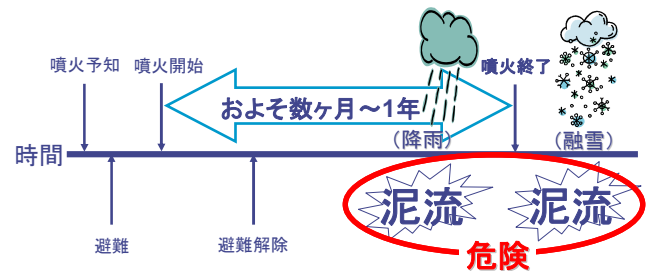 噴火予知
噴火開始
噴火終了
およそ数ヶ月～1年
(降雨)
(融雪)
時間
泥流
泥流
避難
避難解除
危険